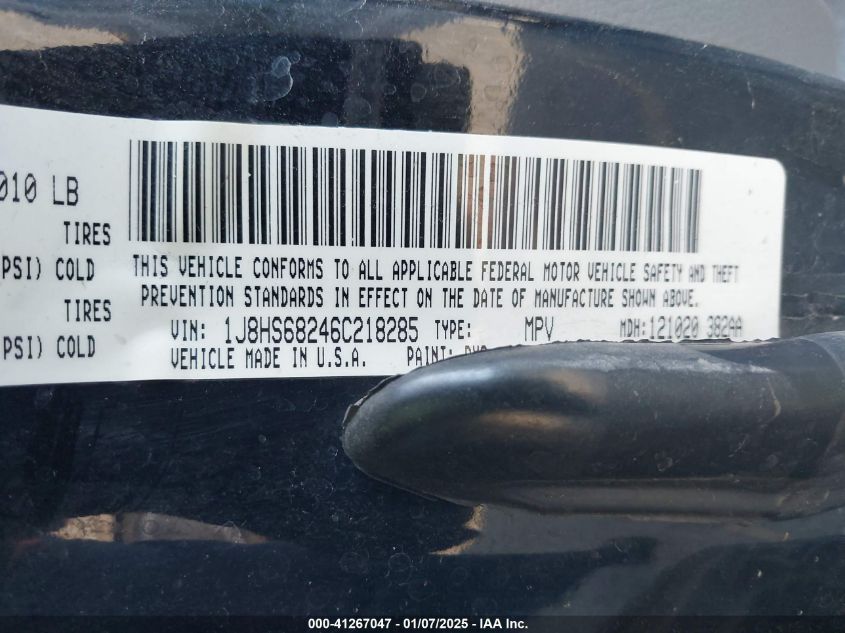 010 LB
TIRES
PSI) COLD
TIRES
PSI) COLD
THIS VEHICLE CONFORMS TO ALL APPLICABLE FEDERAL MOTOR VEHICLE SAFETY AND THEFT
PREVENTION STANDARDS IN EFFECT ON THE DATE OF MANUFACTURE SHOWN ABOVE.
VIN: 1J8HS68246C218285 TYPE: MPV MDH:121020 382AA
VEHICLE MADE IN U.S.A. PAINT:
000-41267047 - 01/07/2025 - IAA Inc.